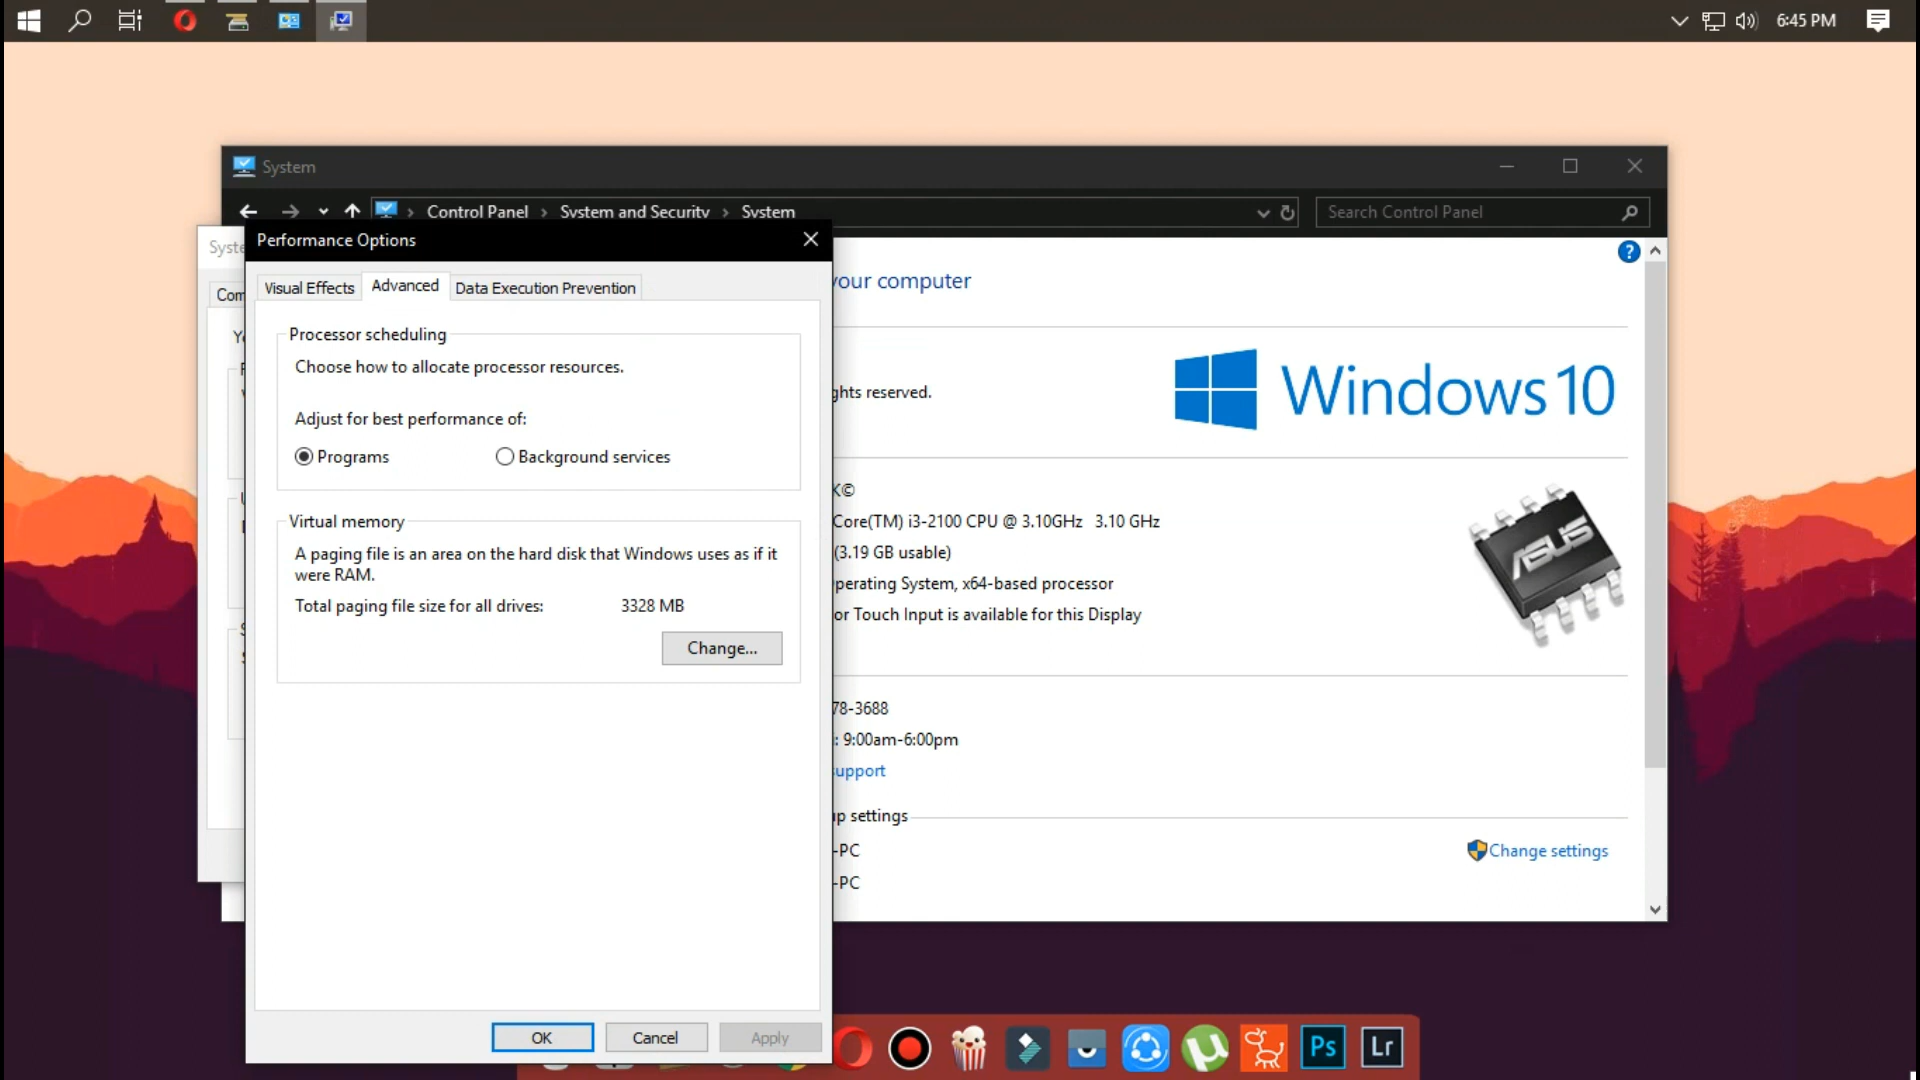 6:45 PM
System
Control Panel
System and Security
System
Search Control Panel
Syste
Performance Options
Com
Visual Effects
Advanced
Data Execution Prevention
your computer
?
Processor scheduling
Choose how to allocate processor resources.
Adjust for best performance of:
Programs
Background services
ghts reserved.
Windows 10
Virtual memory
A paging file is an area on the hard disk that Windows uses as if it
were RAM.
Total paging file size for all drives:
3328 MB
Change...
K©
Core(TM) i3-2100 CPU @ 3.10GHz 3.10 GHz
(3.19 GB usable)
perating System, x64-based processor
or Touch Input is available for this Display
ASUS
78-3688
: 9:00am-6:00pm
support
up settings
-PC
Change settings
-PC
OK
Cancel
Apply
Ps
Lr